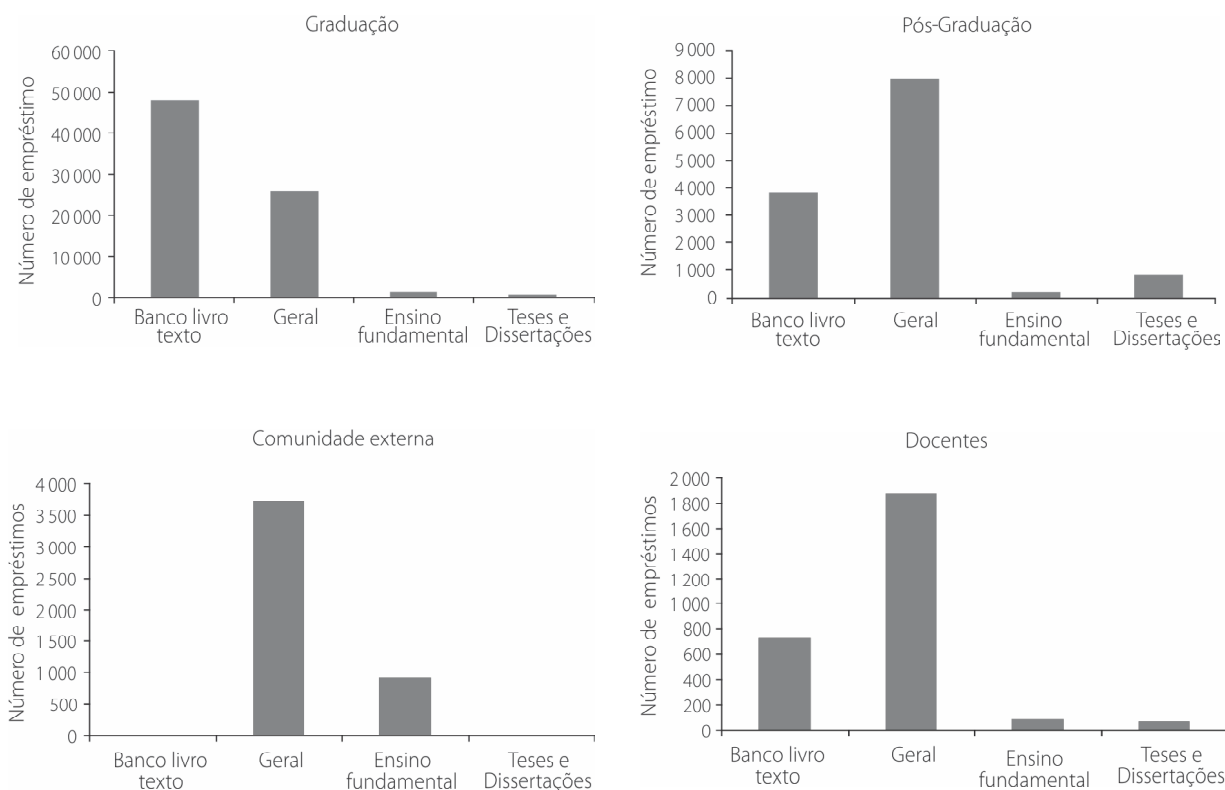 Graduação
Número de empréstimo
60 000
50 000
40 000
30 000
20 000
10 000
0
Banco livro
texto
Geral
Ensino
fundamental
Teses e
Dissertações
Pós-Graduação
Número de empréstimo
9 000
8 000
7 000
6 000
5 000
4 000
3 000
2 000
1 000
0
Banco livro
texto
Geral
Ensino
fundamental
Teses e
Dissertações
Comunidade externa
Número de empréstimos
4 000
3 500
3 000
2 500
2 000
1 500
1 000
500
0
Banco livro
texto
Geral
Ensino
fundamental
Teses e
Dissertações
Docentes
Número de empréstimos
2 000
1 800
1 600
1 400
1 200
1 000
800
600
400
200
0
Banco livro
texto
Geral
Ensino
fundamental
Teses e
Dissertações